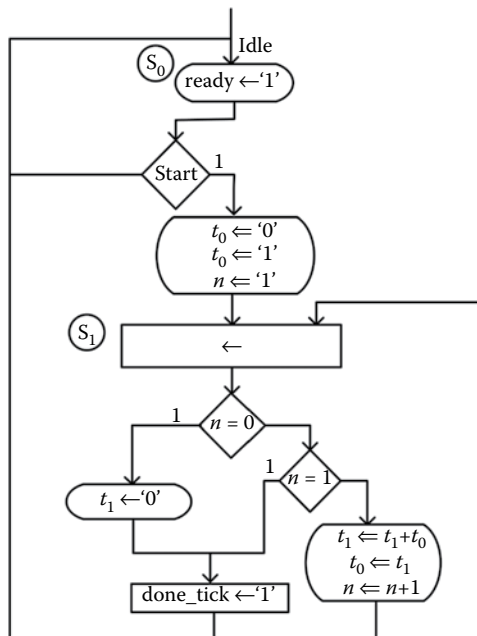 Idle
S₀
ready ←‘1’
Start
1
t₀ ⇐ ‘0’
t₀ ⇐ ‘1’
n ⇐ ‘1’
S₁
←
n = 0
1
1
n = 1
t₁ ←‘0’
t₁ ⇐ t₁+t₀
t₀ ⇐ t₁
n ⇐ n+1
done_tick ←‘1’